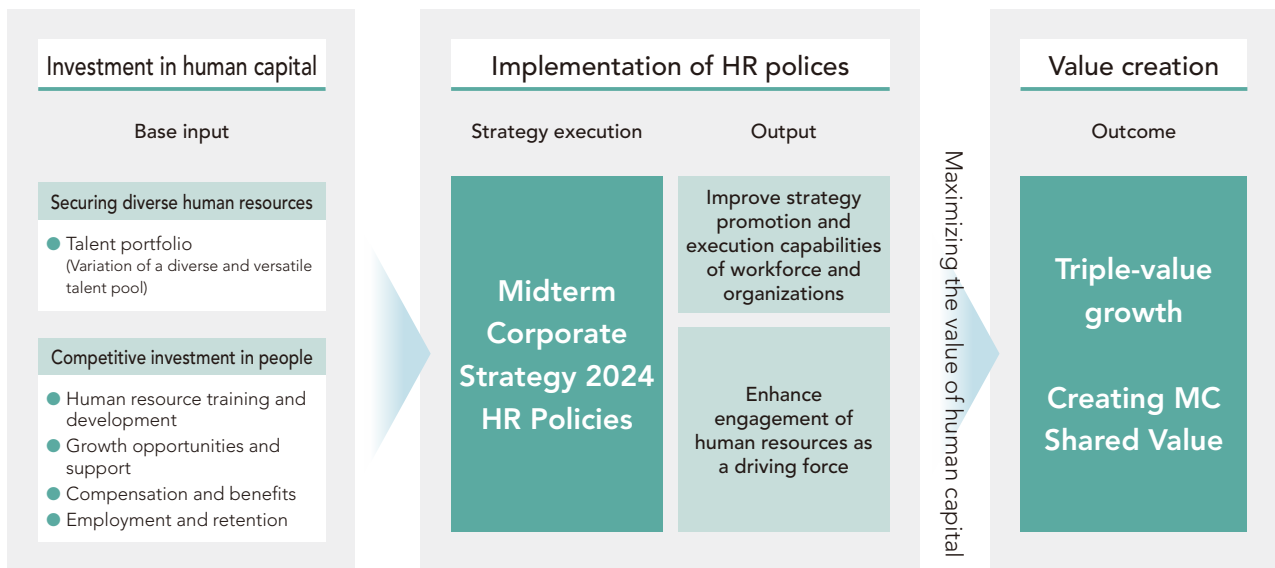 Investment in human capital
Base input
Securing diverse human resources
Talent portfolio
(Variation of a diverse and versatile
talent pool)
Competitive investment in people
Human resource training and
development
Growth opportunities and
support
Compensation and benefits
Employment and retention
Implementation of HR polices
Strategy execution
Midterm
Corporate
Strategy 2024
HR Policies
Output
Improve strategy
promotion and
execution capabilities
of workforce and
organizations
Enhance
engagement of
human resources as
a driving force
Maximizing the value of human capital
Value creation
Outcome
Triple-value
growth
Creating MC
Shared Value